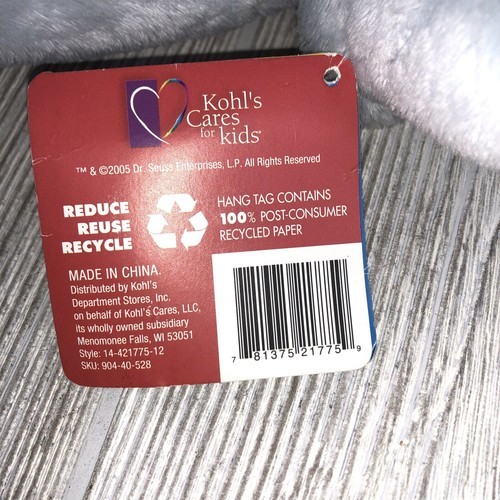 Kohl's
Cares
for
kids®
™ & ©2005 Dr. Seuss Enterprises, L.P. All Rights Reserved
REDUCE
REUSE
RECYCLE
HANG TAG CONTAINS
100% POST-CONSUMER
RECYCLED PAPER
MADE IN CHINA.
Distributed by Kohl's
Department Stores, Inc.
on behalf of Kohl's Cares, LLC,
its wholly owned subsidiary
Menomonee Falls, WI 53051
Style: 14-421775-12
SKU: 904-40-528
7 81375 21775 9